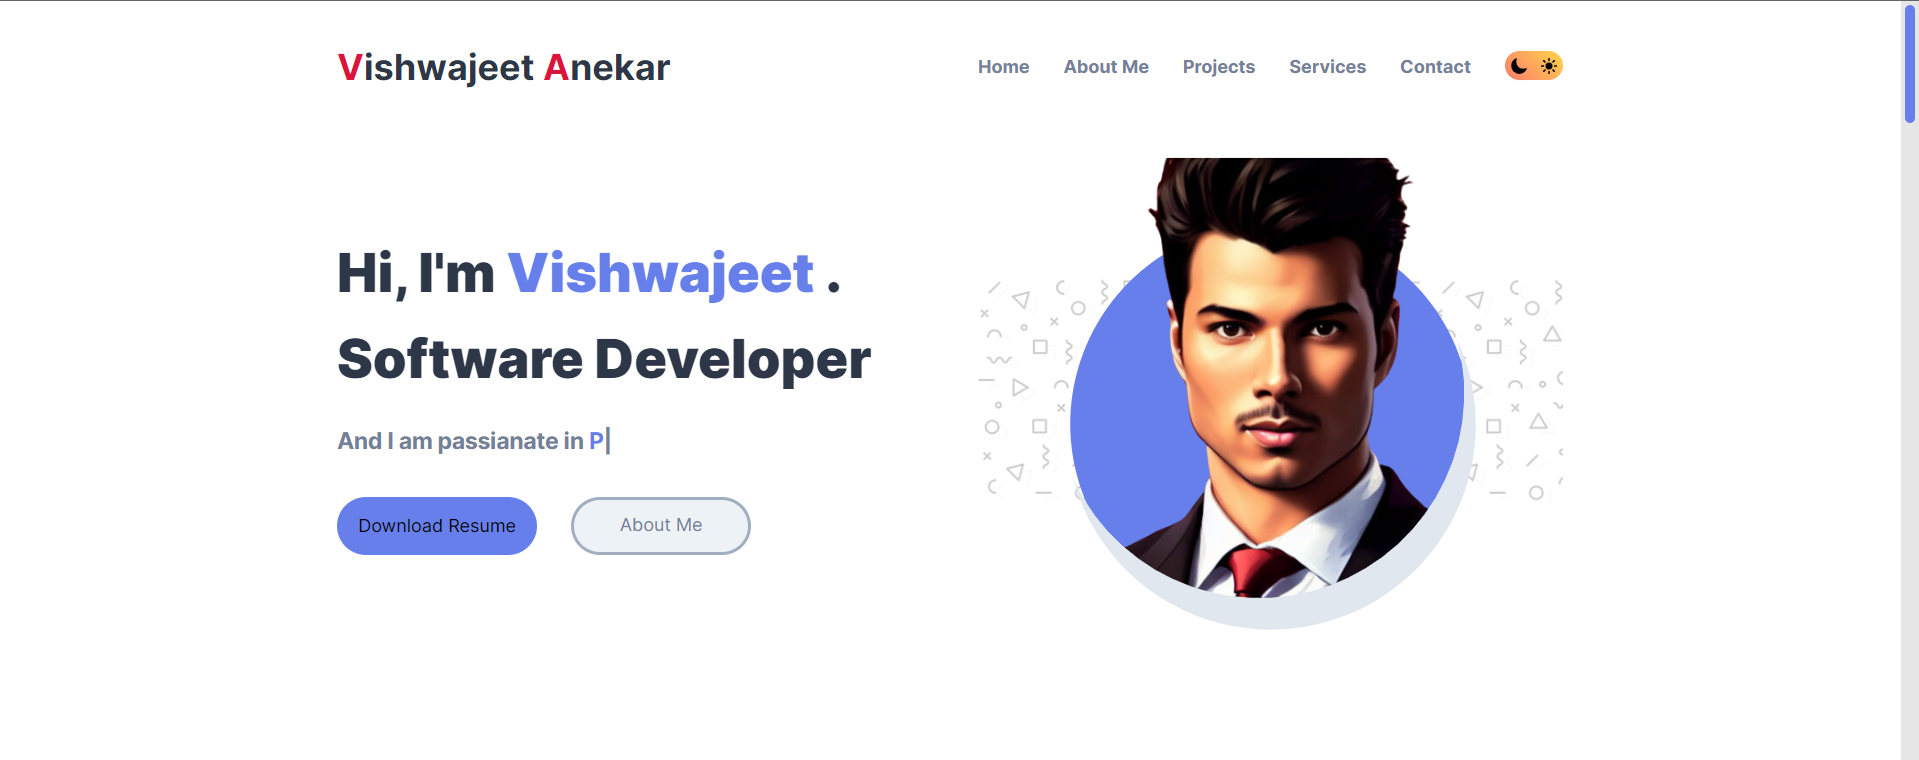 Vishwajeet Anekar
Home About Me Projects Services Contact
Hi, I'm Vishwajeet .
Software Developer
And I am passianate in P|
Download Resume
About Me